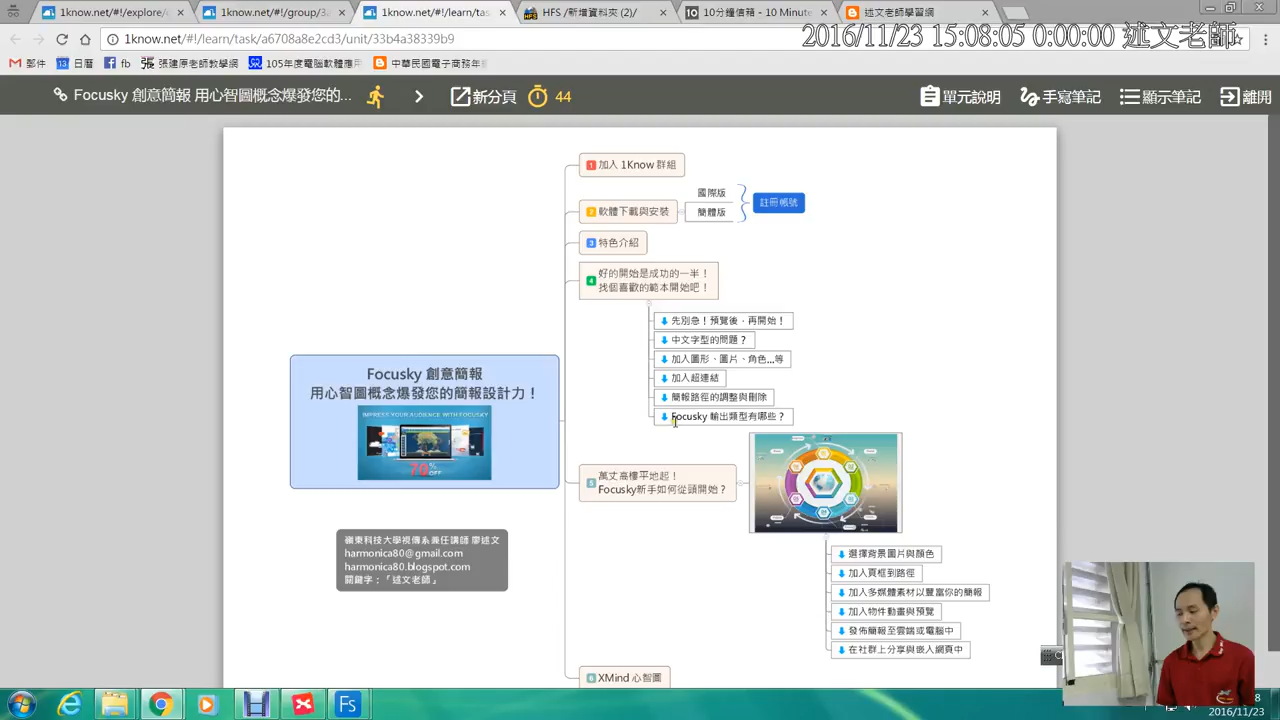 1know.net/#!/explore/
1know.net/#!/group/3
1know.net/#!/learn/tas
HFS /新增資料夾 (2)/
10分鐘信箱 - 10 Minute
述文老師學習網
1know.net/#!/learn/task/a6708a8e2cd3/unit/33b4a38339b9
2016/11/23 15:08:05 0:00:00 述文老師
郵件
日曆
fb
張建原老師教學網
105年度電腦軟體應用
中華民國電子商務年
Focusky 創意簡報 用心智圖概念爆發您的...
新分頁
44
單元說明
手寫筆記
顯示筆記
離開
1 加入 1Know 群組
2 軟體下載與安裝
國際版
簡體版
註冊帳號
3 特色介紹
4 好的開始是成功的一半！
找個喜歡的範本開始吧！
先別急！預覽後，再開始！
中文字型的問題？
加入圖形、圖片、角色...等
加入超連結
簡報路徑的調整與刪除
Focusky 輸出類型有哪些？
Focusky 創意簡報
用心智圖概念爆發您的簡報設計力！
IMPRESS YOUR AUDIENCE WITH FOCUSKY
70% OFF
5 萬丈高樓平地起！
Focusky新手如何從頭開始？
選擇背景圖片與顏色
加入頁框到路徑
加入多媒體素材以豐富你的簡報
加入物件動畫與預覽
發佈簡報至雲端或電腦中
在社群上分享與嵌入網頁中
嶺東科技大學視傳系兼任講師 廖述文
harmonica80@gmail.com
harmonica80.blogspot.com
關鍵字：「述文老師」
6 XMind 心智圖
Fs
2016/11/23